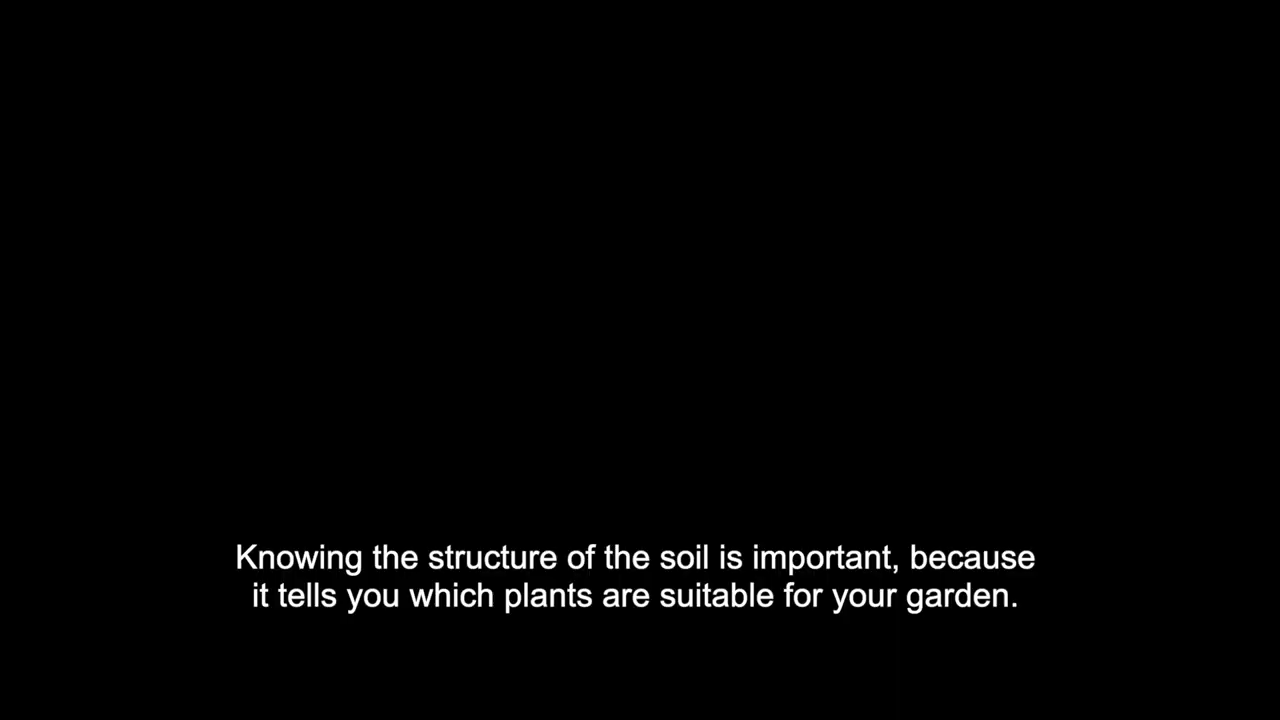 Knowing the structure of the soil is important, because
it tells you which plants are suitable for your garden.